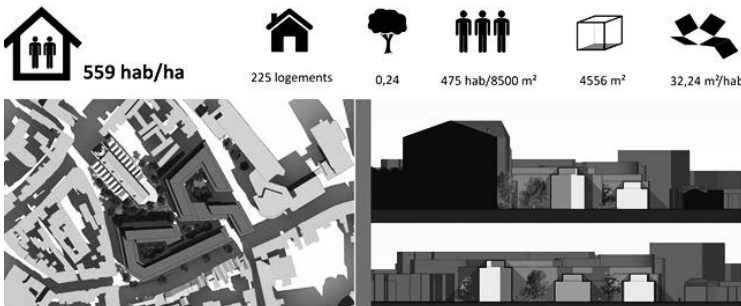 559 hab/ha
225 logements
0,24
475 hab/8500 m²
4556 m²
32,24 m²/hab